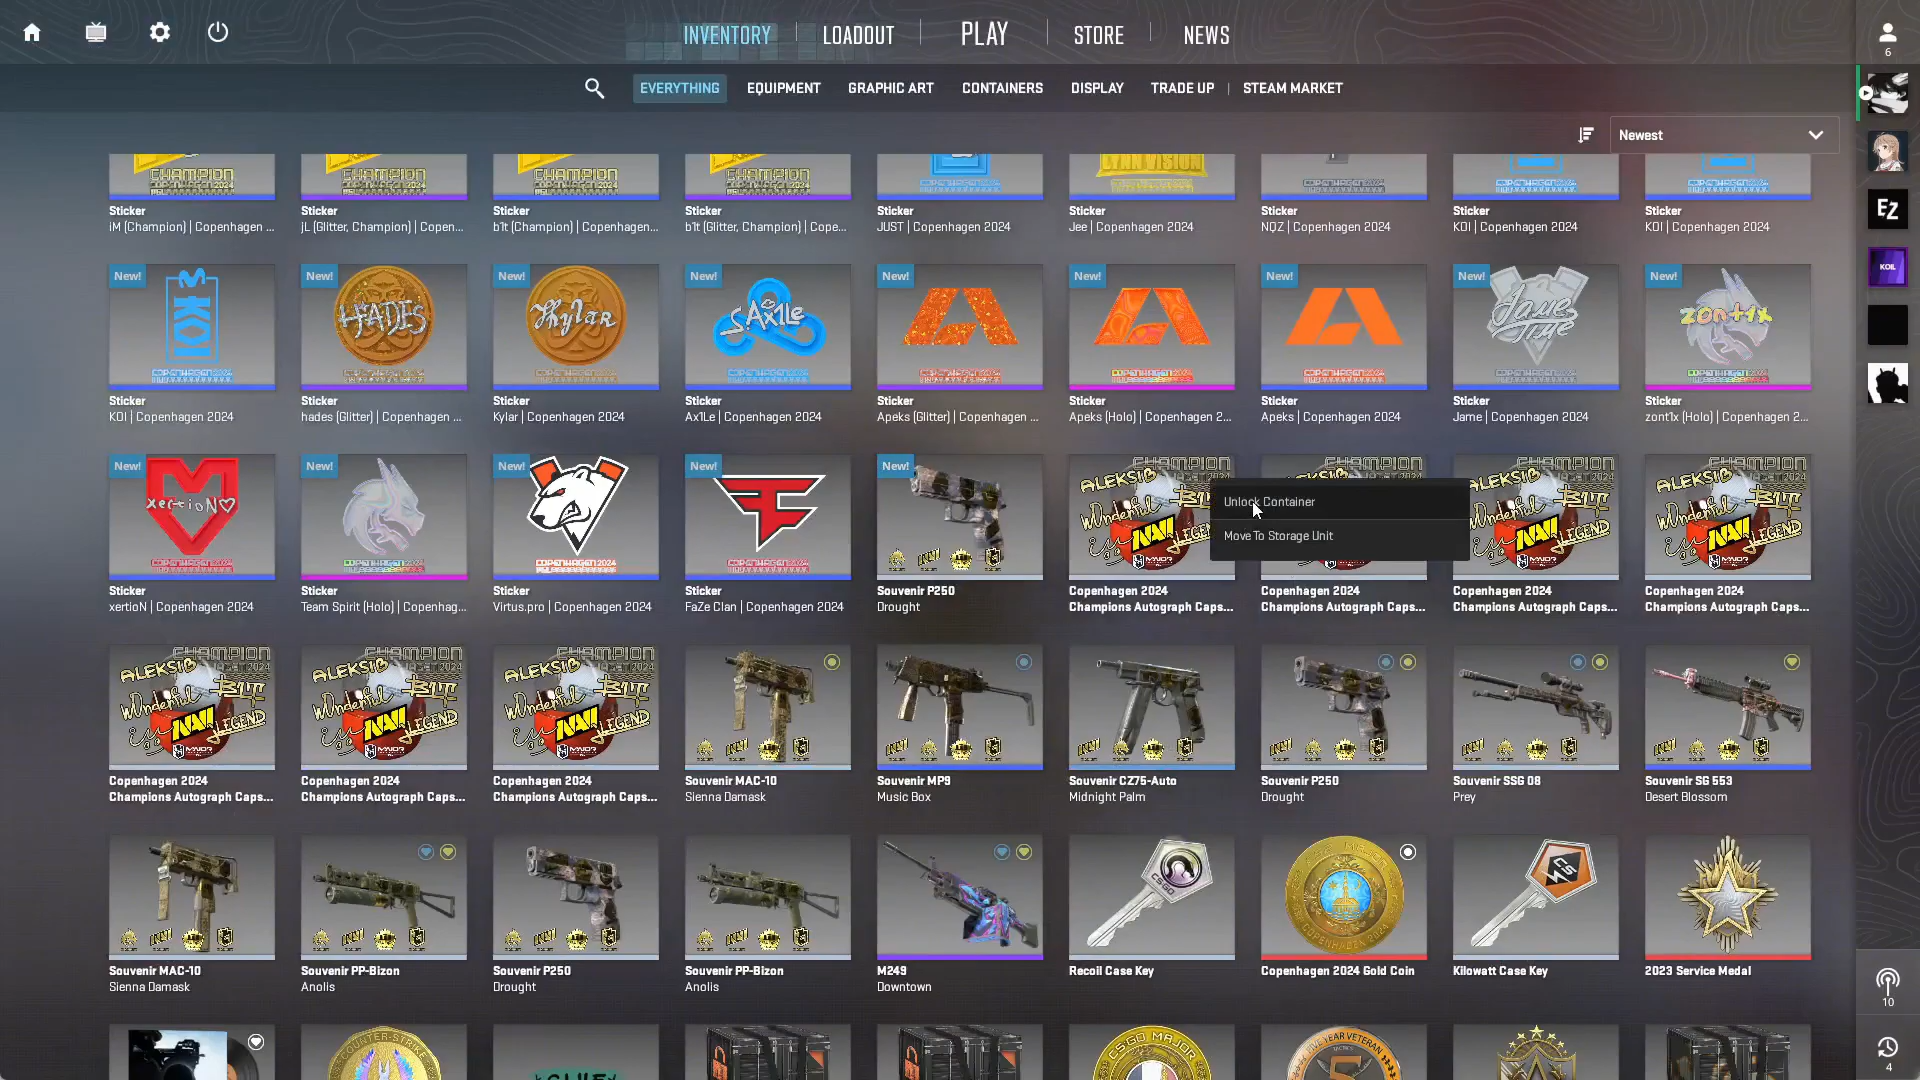 INVENTORY
LOADOUT
PLAY
STORE
NEWS
6
EVERYTHING
EQUIPMENT
GRAPHIC ART
CONTAINERS
DISPLAY
TRADE UP
STEAM MARKET
Newest
Sticker
iM (Champion) | Copenhagen ...
Sticker
jL (Glitter, Champion) | Copen...
Sticker
b1t (Champion) | Copenhagen...
Sticker
b1t (Glitter, Champion) | Cope...
Sticker
JUST | Copenhagen 2024
Sticker
Jee | Copenhagen 2024
Sticker
NQZ | Copenhagen 2024
Sticker
KOI | Copenhagen 2024
Sticker
KOI | Copenhagen 2024
EZ
KOI
New!
Sticker
KOI | Copenhagen 2024
New!
HADES
Sticker
hades (Glitter) | Copenhagen ...
New!
Kylar
Sticker
Kylar | Copenhagen 2024
New!
Ax1Le
Sticker
Ax1Le | Copenhagen 2024
New!
Sticker
Apeks (Glitter) | Copenhagen ...
New!
Sticker
Apeks (Holo) | Copenhagen 2...
New!
Sticker
Apeks | Copenhagen 2024
New!
Jame
TIME
Sticker
Jame | Copenhagen 2024
New!
zont1x
Sticker
zont1x (Holo) | Copenhagen 2...
New!
xertioN
Sticker
xertioN | Copenhagen 2024
New!
Sticker
Team Spirit (Holo) | Copenhag...
New!
Sticker
Virtus.pro | Copenhagen 2024
New!
Sticker
FaZe Clan | Copenhagen 2024
New!
Souvenir P250
Drought
Copenhagen 2024
Champions Autograph Caps...
Unlock Container
Move To Storage Unit
Copenhagen 2024
Champions Autograph Caps...
Copenhagen 2024
Champions Autograph Caps...
Copenhagen 2024
Champions Autograph Caps...
Copenhagen 2024
Champions Autograph Caps...
Copenhagen 2024
Champions Autograph Caps...
Copenhagen 2024
Champions Autograph Caps...
Souvenir MAC-10
Sienna Damask
Souvenir MP9
Music Box
Souvenir CZ75-Auto
Midnight Palm
Souvenir P250
Drought
Souvenir SSG 08
Prey
Souvenir SG 553
Desert Blossom
Souvenir MAC-10
Sienna Damask
Souvenir PP-Bizon
Anolis
Souvenir P250
Drought
Souvenir PP-Bizon
Anolis
M249
Downtown
Recoil Case Key
Copenhagen 2024 Gold Coin
Kilowatt Case Key
2023 Service Medal
10
4